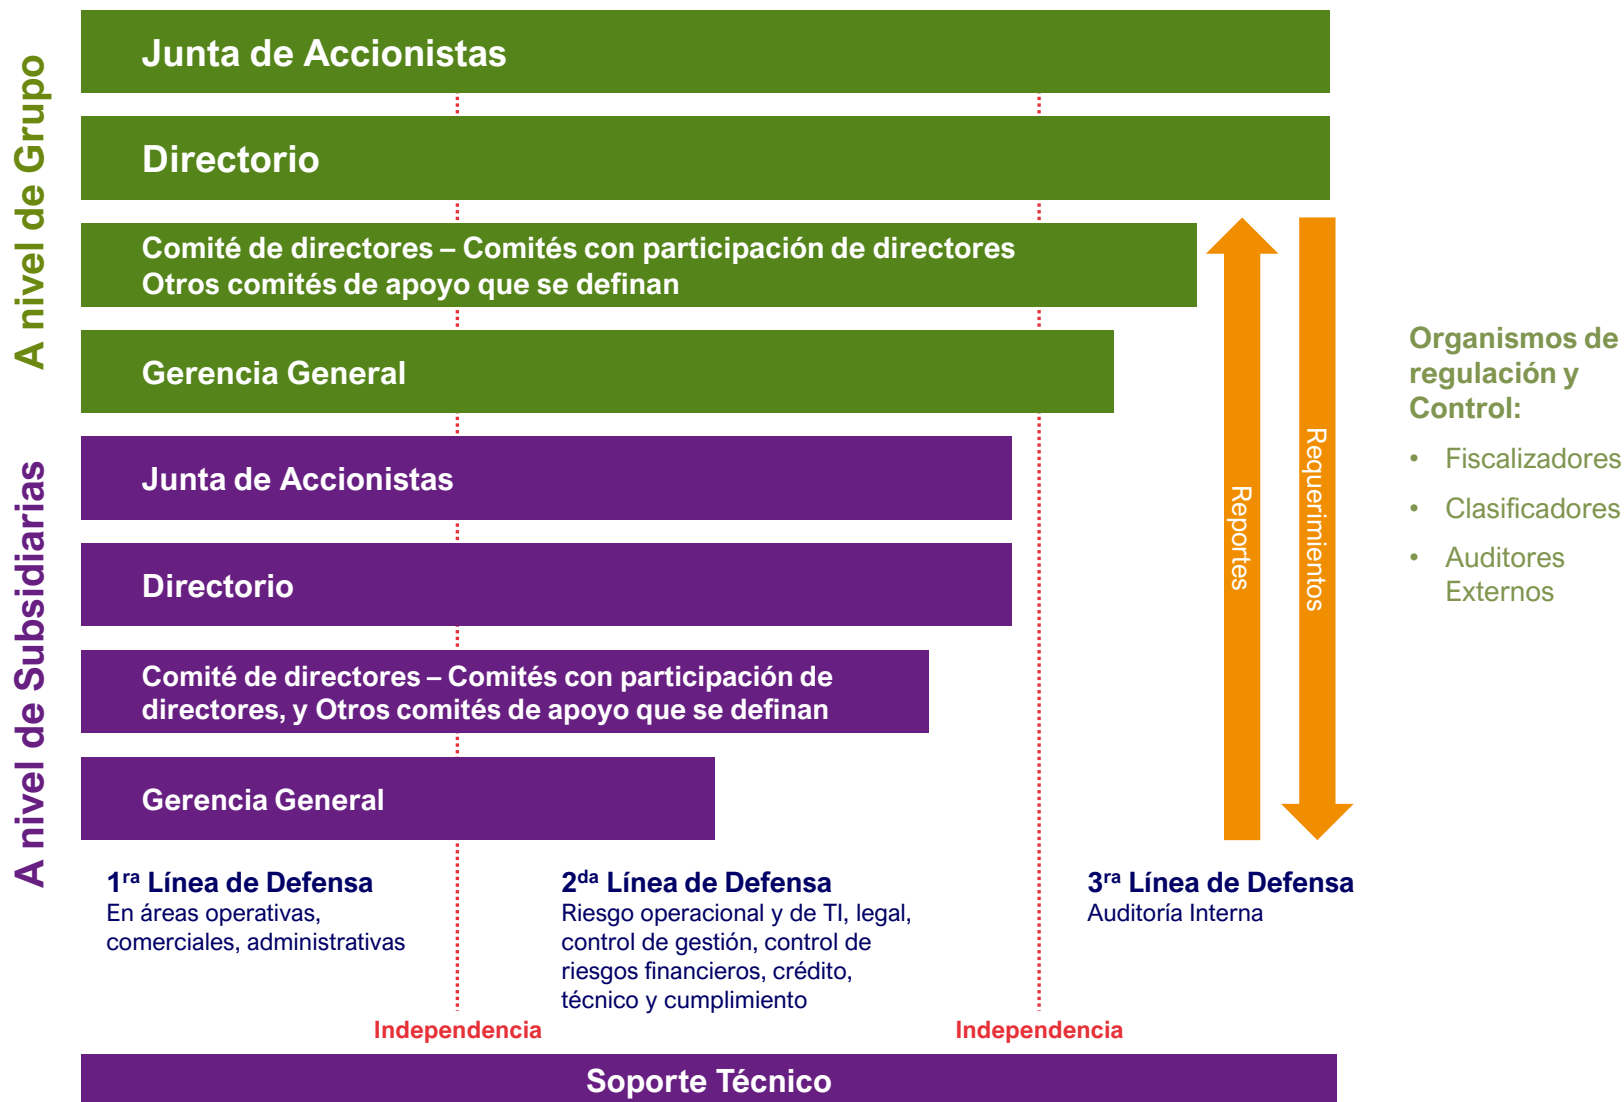 A nivel de Grupo
Junta de Accionistas
Directorio
Comité de directores – Comités con participación de directores
Otros comités de apoyo que se definan
Gerencia General
A nivel de Subsidiarias
Junta de Accionistas
Directorio
Comité de directores – Comités con participación de
directores, y Otros comités de apoyo que se definan
Gerencia General
Reportes
Requerimientos
Organismos de
regulación y
Control:
• Fiscalizadores
• Clasificadores
• Auditores
Externos
1ra Línea de Defensa
En áreas operativas,
comerciales, administrativas
2da Línea de Defensa
Riesgo operacional y de TI, legal,
control de gestión, control de
riesgos financieros, crédito,
técnico y cumplimiento
3ra Línea de Defensa
Auditoría Interna
Independencia
Independencia
Soporte Técnico